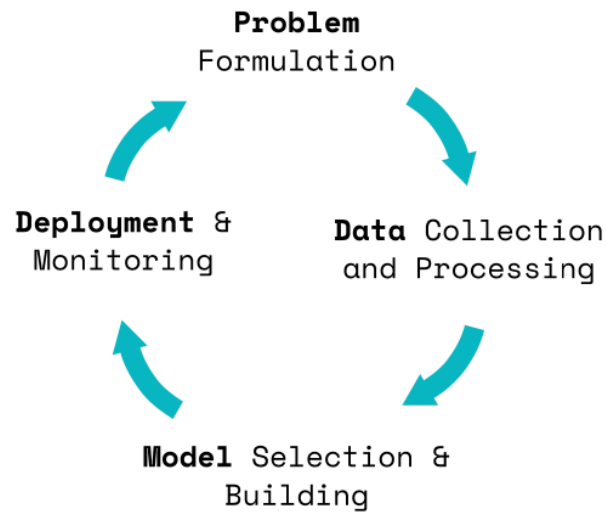 Problem
Formulation
Data Collection
and Processing
Model Selection &
Building
Deployment &
Monitoring